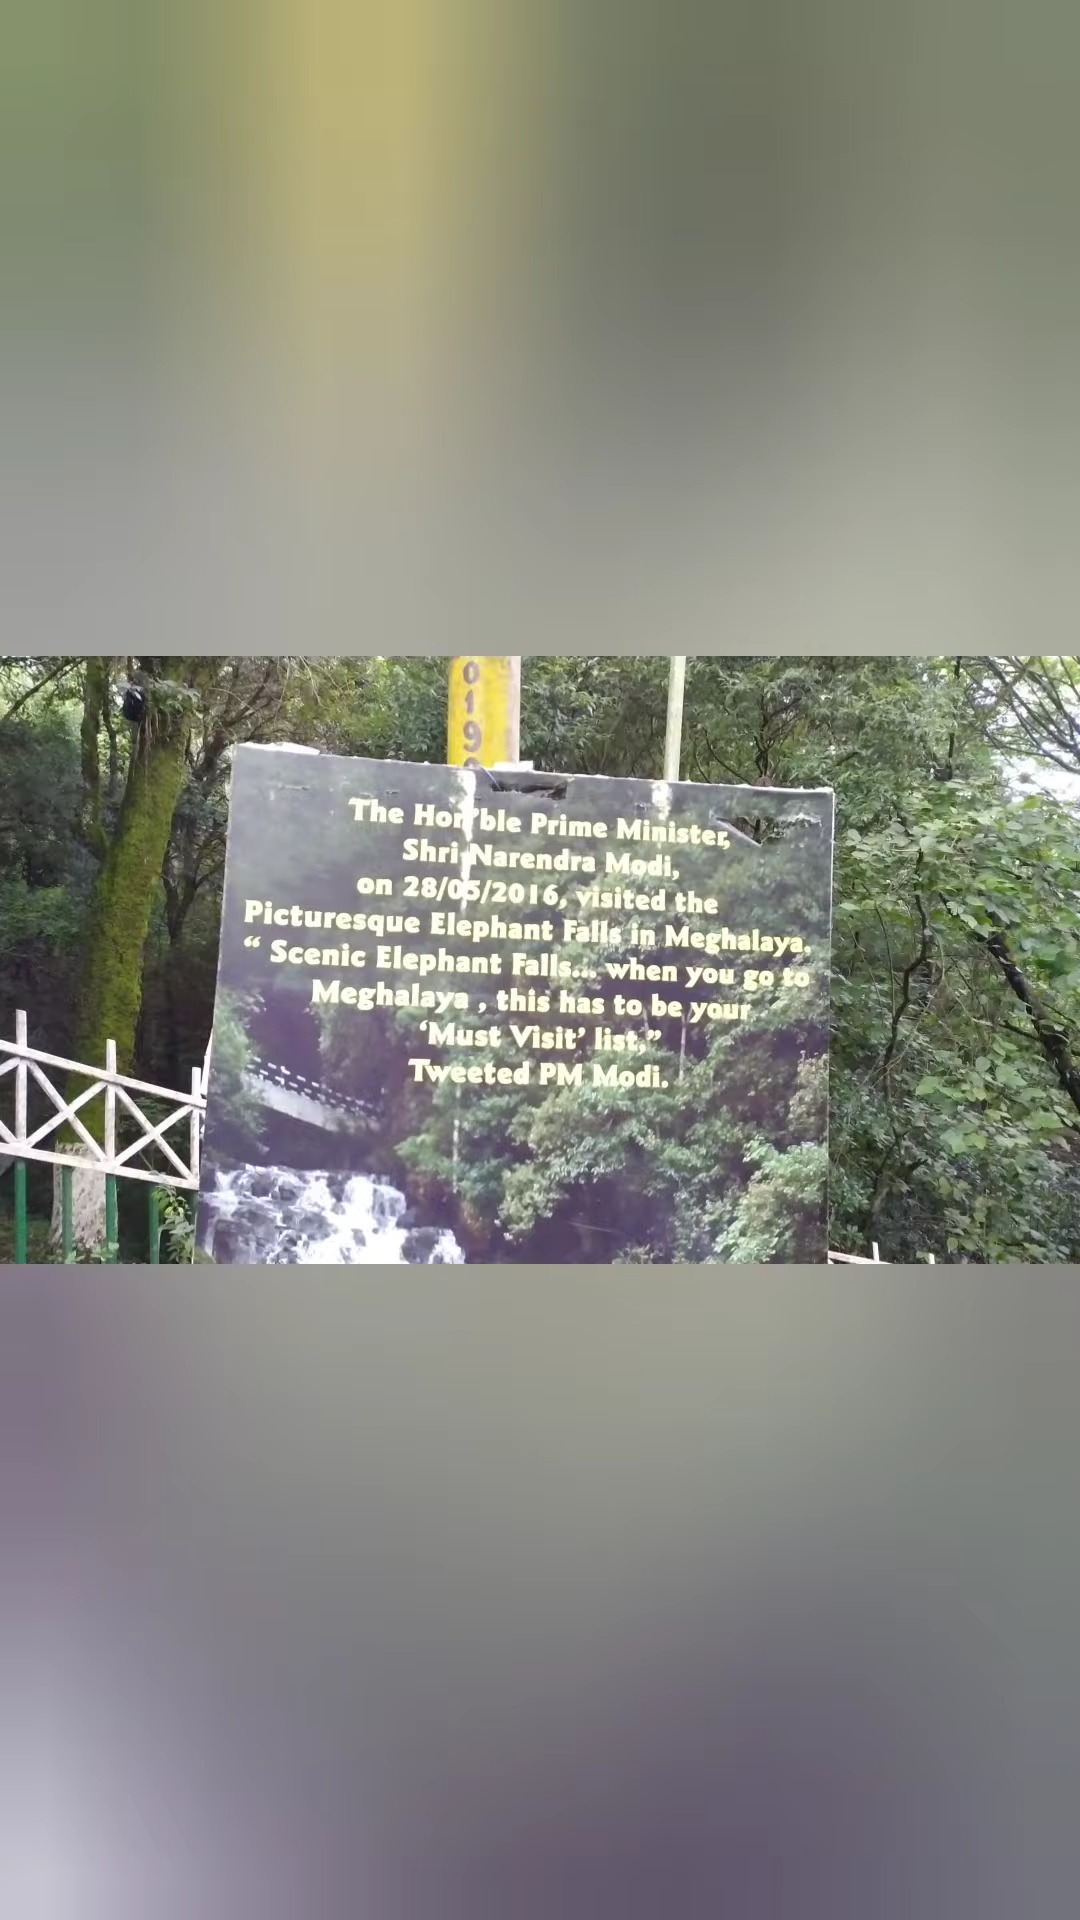 019
The Hon'ble Prime Minister,
Shri Narendra Modi,
on 28/05/2016, visited the
Picturesque Elephant Falls in Meghalaya.
“ Scenic Elephant Falls... when you go to
Meghalaya , this has to be your
‘Must Visit’ list,”
Tweeted PM Modi.